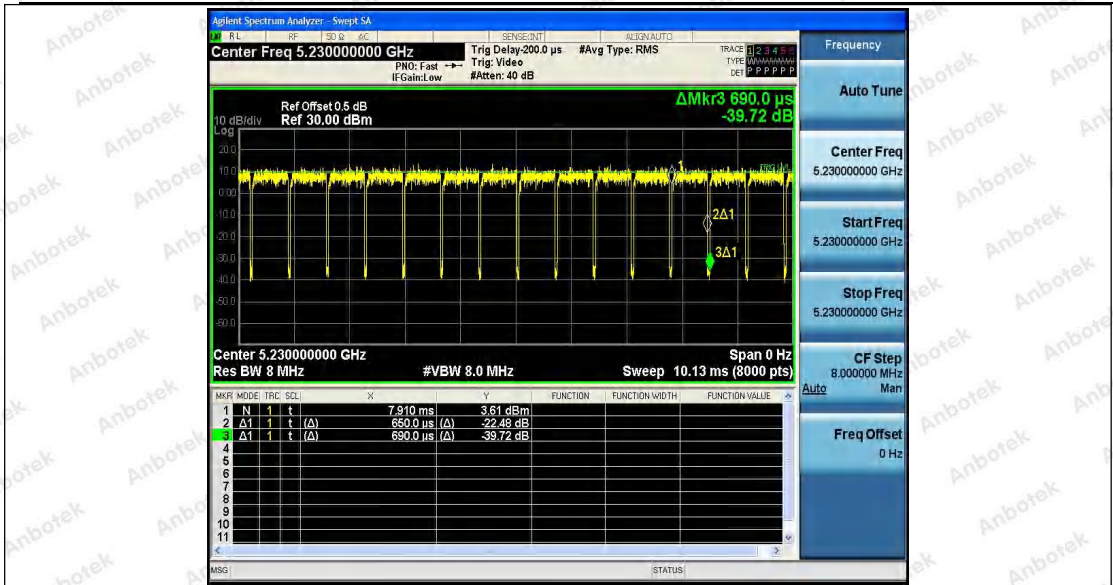 Agilent Spectrum Analyzer - Swept SA
RL RF 50 Ω AC SENSE:INT ALIGN AUTO
Center Freq 5.230000000 GHz
PNO: Fast
IFGain:Low
Trig Delay-200.0 µs
Trig: Video
#Atten: 40 dB
#Avg Type: RMS
TRACE 1 2 3 4 5 6
TYPE
DET P P P P P P
Frequency
Auto Tune
Center Freq
5.230000000 GHz
Start Freq
5.230000000 GHz
Stop Freq
5.230000000 GHz
CF Step
8.000000 MHz
Auto Man
Freq Offset
0 Hz
Ref Offset 0.5 dB
10 dB/div Ref 30.00 dBm
Log
ΔMkr3 690.0 µs
-39.72 dB
20.0
10.0
0.00
-10.0
-20.0
-30.0
-40.0
-50.0
-60.0
1
2Δ1
3Δ1
Center 5.230000000 GHz
Span 0 Hz
Res BW 8 MHz
#VBW 8.0 MHz
Sweep 10.13 ms (8000 pts)
MKR MODE TRC SCL X Y FUNCTION FUNCTION WIDTH FUNCTION VALUE
1 N 1 t 7.910 ms 3.61 dBm
2 Δ1 1 t (Δ) 650.0 µs (Δ) -22.48 dB
3 Δ1 1 t (Δ) 690.0 µs (Δ) -39.72 dB
4
5
6
7
8
9
10
11
MSG STATUS
Anbotek